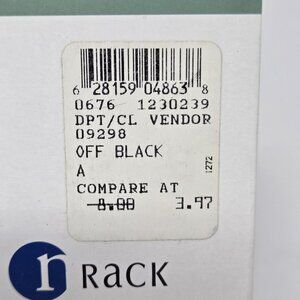 6 28159 04863 8
0676 1230239
DPT/CL VENDOR
09298
OFF BLACK
A
1272
COMPARE AT
8.00 3.97
n RACK